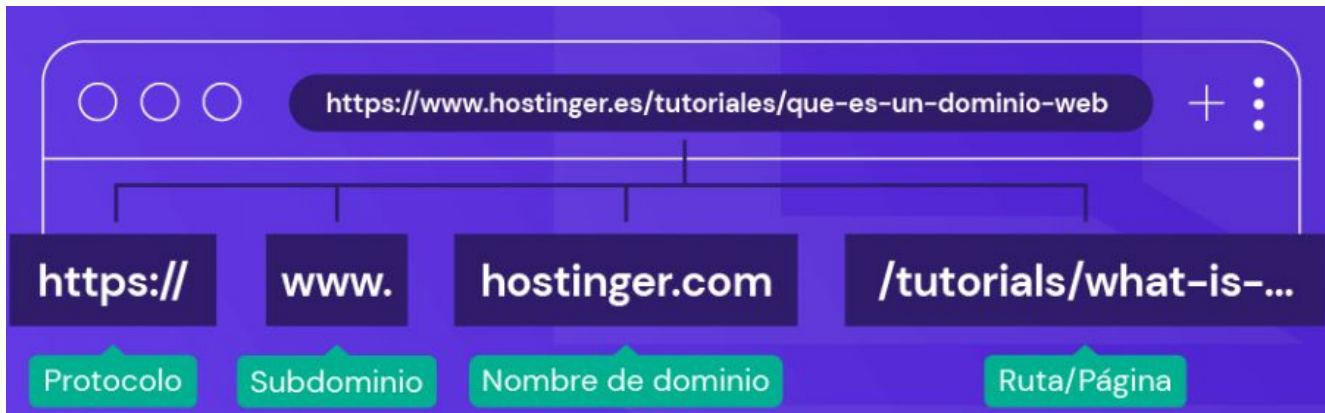 https://www.hostinger.es/tutoriales/que-es-un-dominio-web
https://
www.
hostinger.com
/tutorials/what-is-...
Protocolo
Subdominio
Nombre de dominio
Ruta/Página